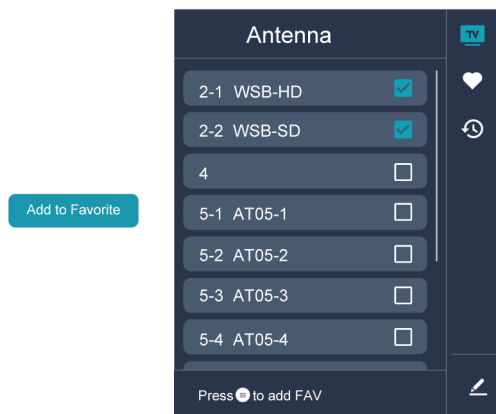 Antenna
TV
2-1 WSB-HD
2-2 WSB-SD
4
Add to Favorite
5-1 AT05-1
5-2 AT05-2
5-3 AT05-3
5-4 AT05-4
Press to add FAV